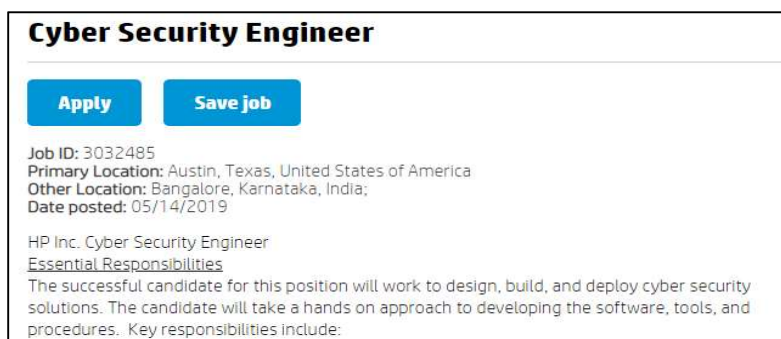 Cyber Security Engineer
Apply Save job
Job ID: 3032485
Primary Location: Austin, Texas, United States of America
Other Location: Bangalore, Karnataka, India;
Date posted: 05/14/2019
HP Inc. Cyber Security Engineer
Essential Responsibilities
The successful candidate for this position will work to design, build, and deploy cyber security
solutions. The candidate will take a hands on approach to developing the software, tools, and
procedures. Key responsibilities include: